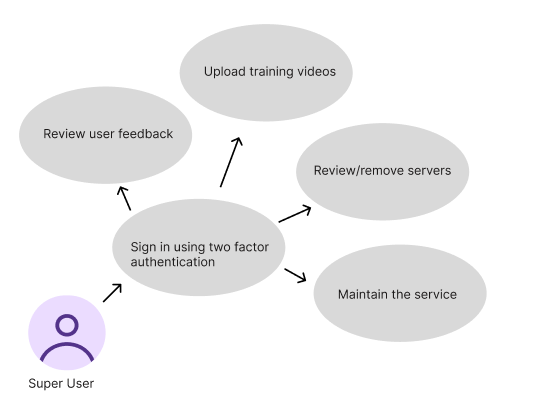 Upload training videos
Review user feedback
Review/remove servers
Sign in using two factor
authentication
Maintain the service
Super User